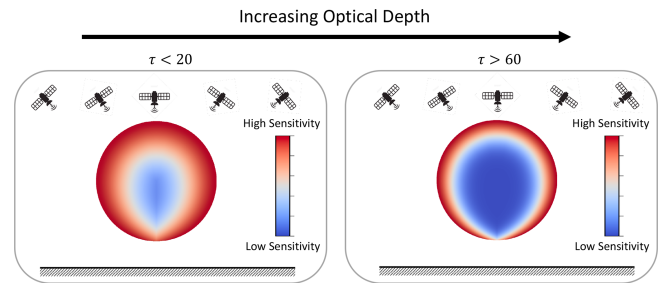 Increasing Optical Depth
τ < 20
τ > 60
High Sensitivity
Low Sensitivity
High Sensitivity
Low Sensitivity